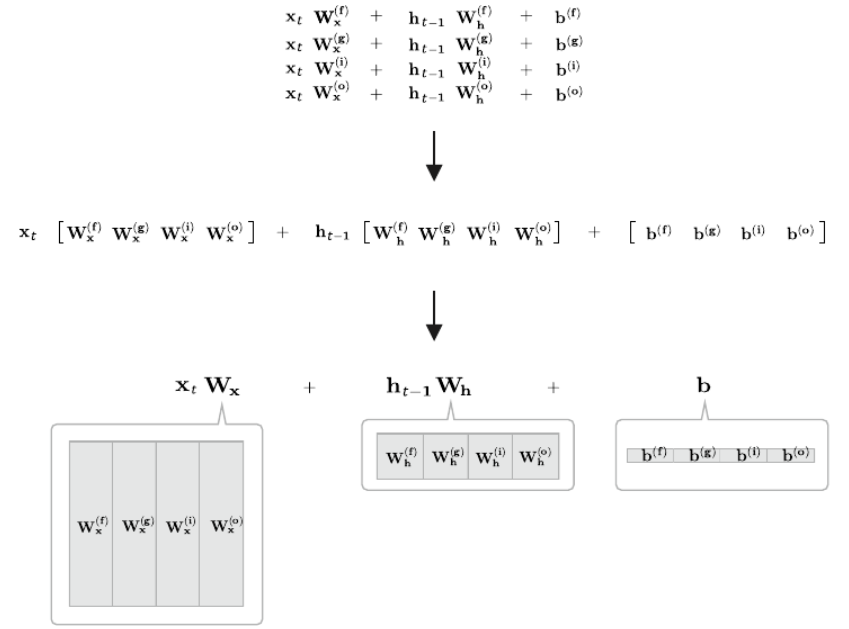 x_t W_x^(f) + h_{t−1} W_h^(f) + b^(f)
x_t W_x^(g) + h_{t−1} W_h^(g) + b^(g)
x_t W_x^(i) + h_{t−1} W_h^(i) + b^(i)
x_t W_x^(o) + h_{t−1} W_h^(o) + b^(o)
x_t [W_x^(f) W_x^(g) W_x^(i) W_x^(o)] + h_{t−1} [W_h^(f) W_h^(g) W_h^(i) W_h^(o)] + [b^(f) b^(g) b^(i) b^(o)]
x_t W_x + h_{t−1} W_h + b
W_h^(f) W_h^(g) W_h^(i) W_h^(o)
b^(f) b^(g) b^(i) b^(o)
W_x^(f) W_x^(g) W_x^(i) W_x^(o)